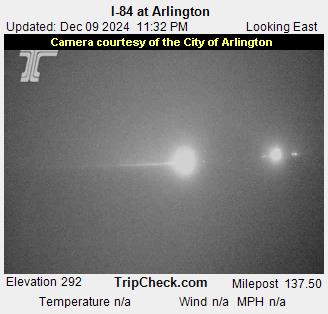 I-84 at Arlington
Updated: Dec 09 2024 11:32 PM Looking East
Camera courtesy of the City of Arlington
Elevation 292 TripCheck.com Milepost 137.50
Temperature n/a Wind n/a MPH n/a